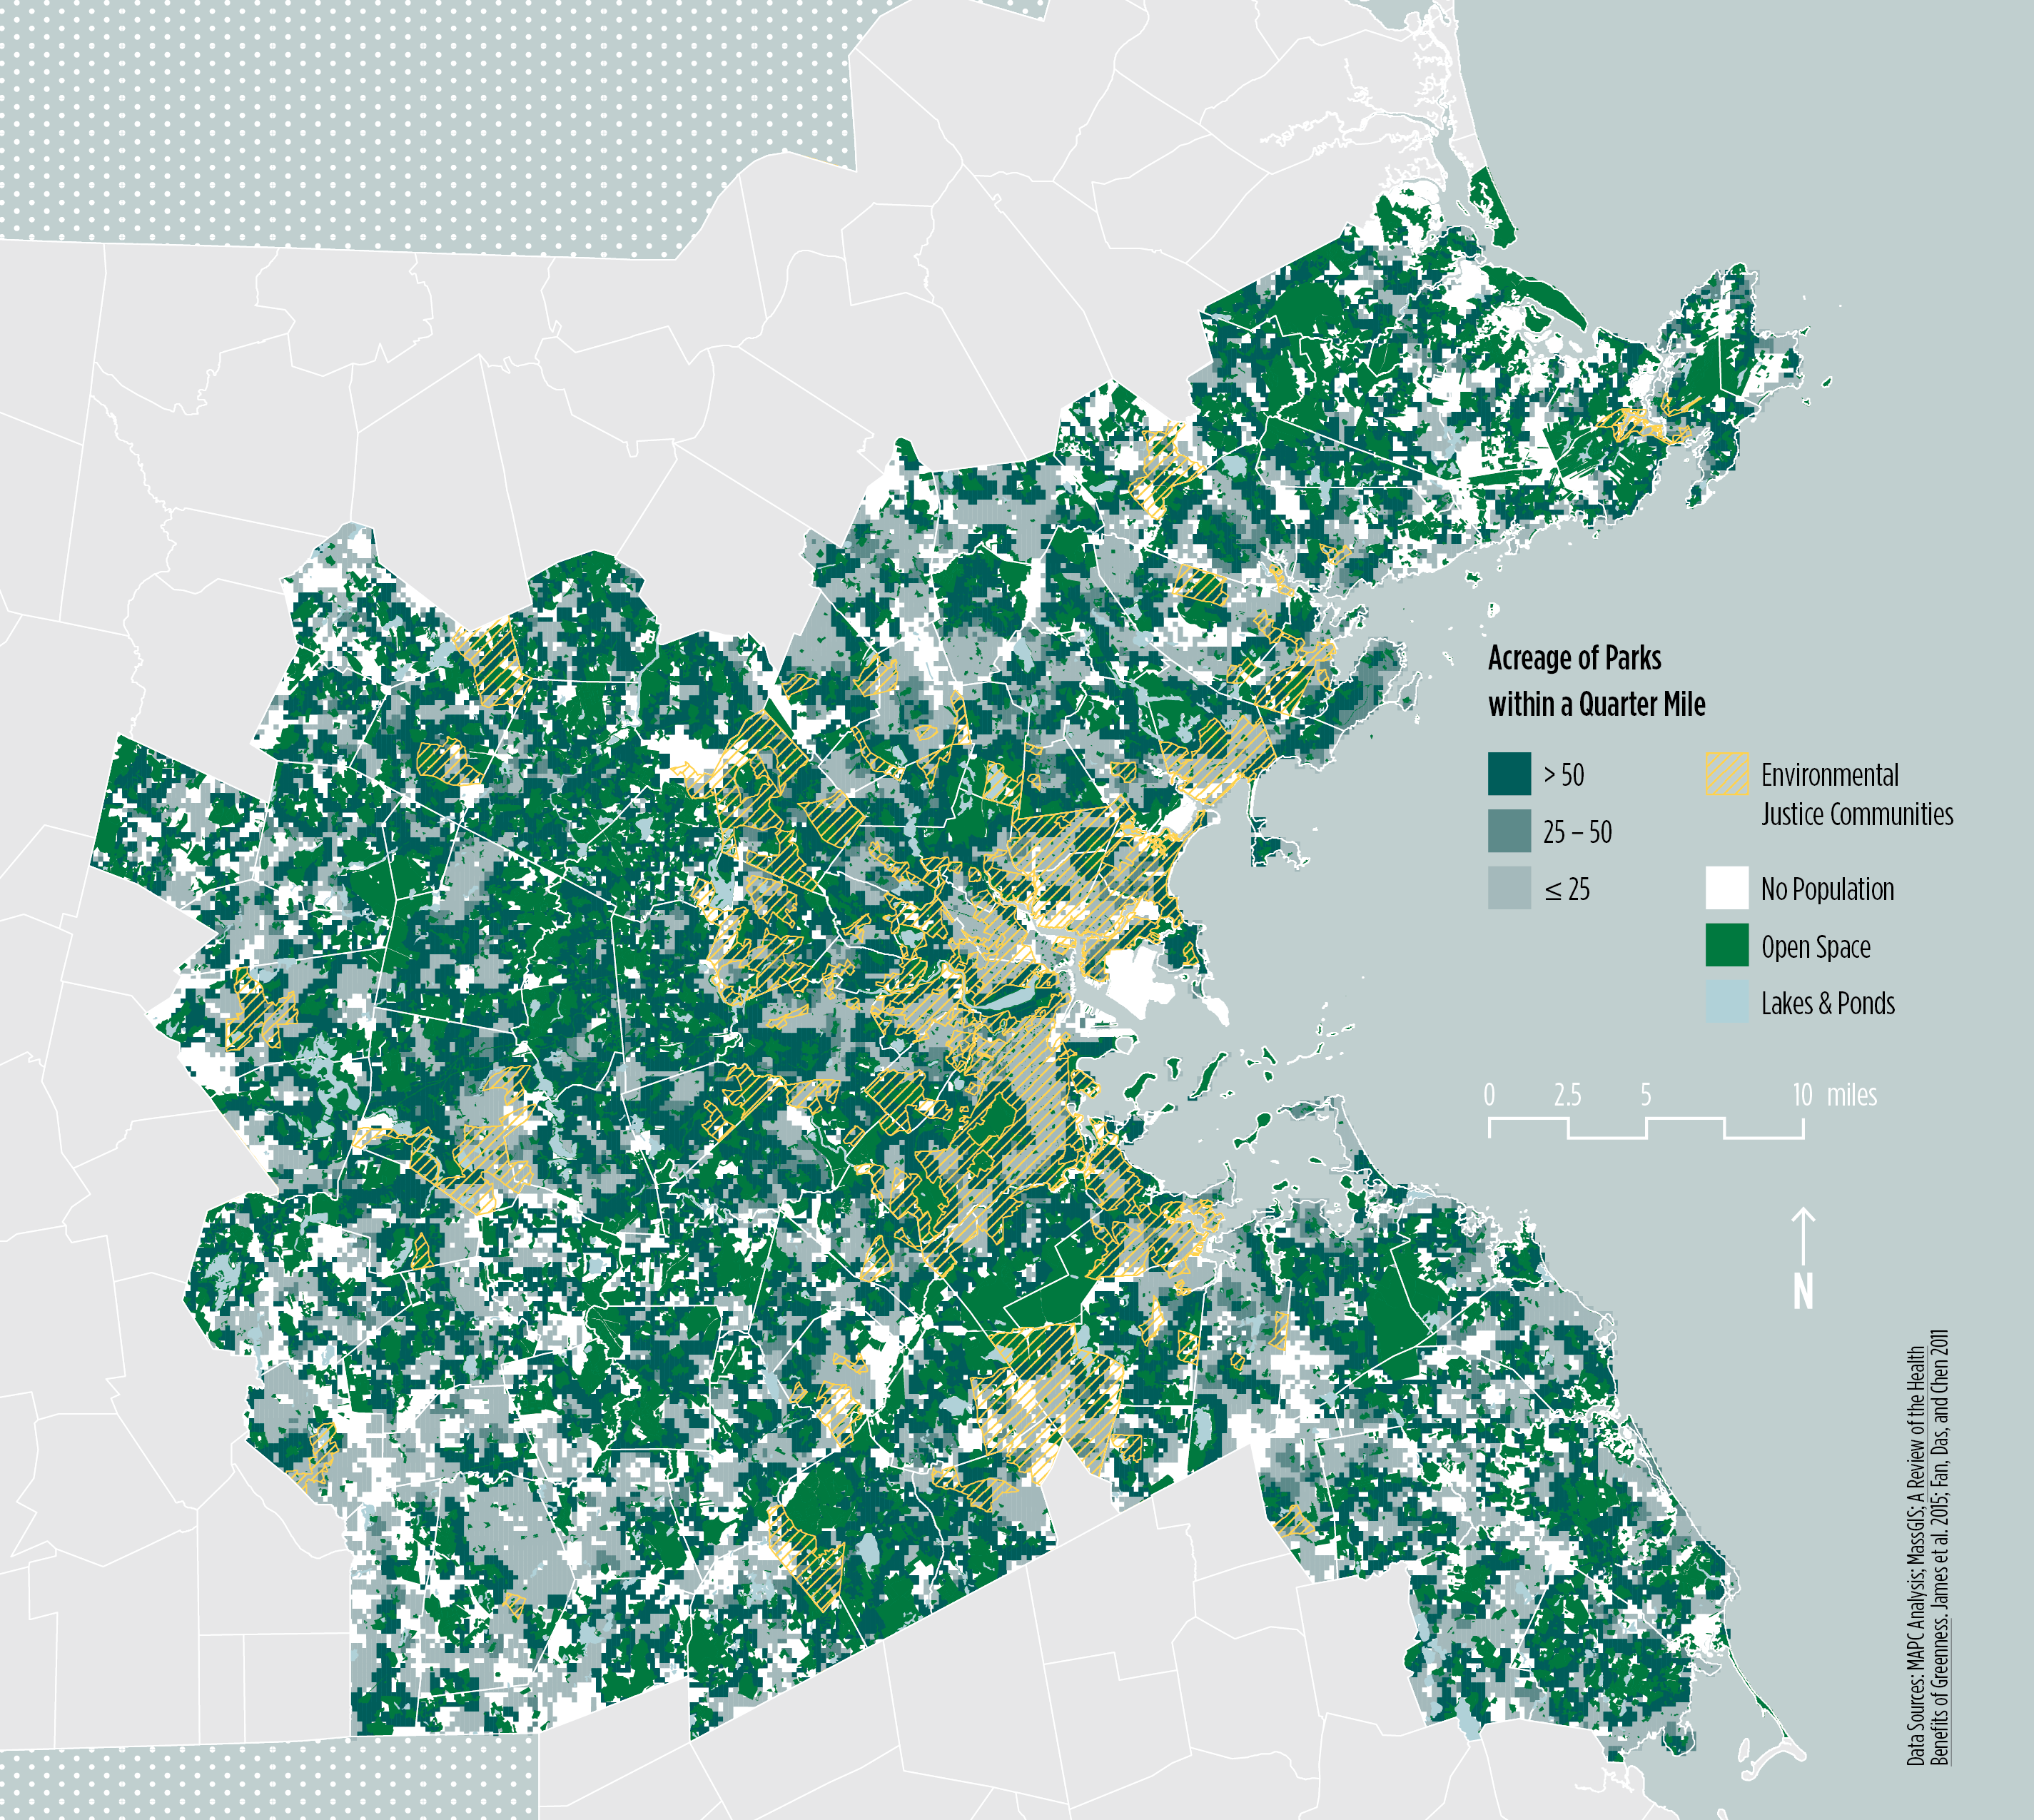 Acreage of Parks
within a Quarter Mile
> 50
25 – 50
≤ 25
Environmental
Justice Communities
No Population
Open Space
Lakes & Ponds
0 2.5 5 10 miles
N
Data Sources: MAPC Analysis; MassGIS; A Review of the Health
Benefits of Greenness. James et al. 2015; Fan, Das, and Chen 2011